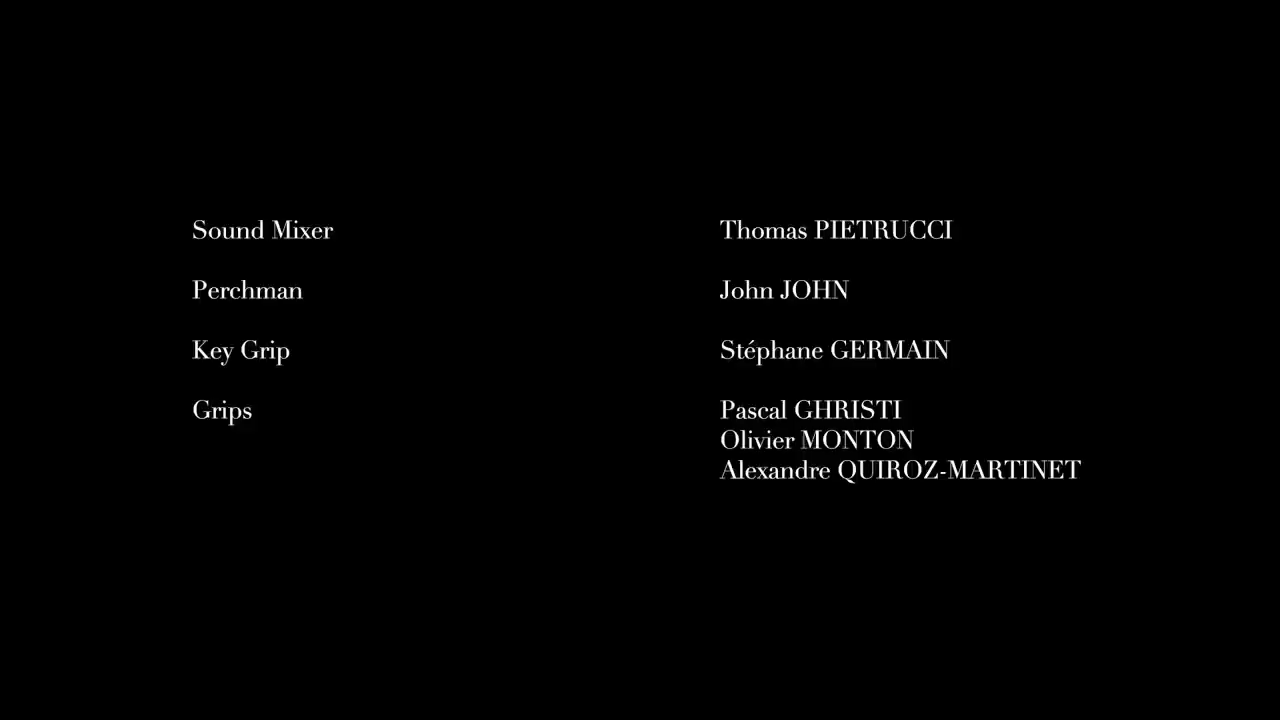 Sound Mixer Thomas PIETRUCCI
Perchman John JOHN
Key Grip Stéphane GERMAIN
Grips Pascal GHRISTI
Olivier MONTON
Alexandre QUIROZ-MARTINET